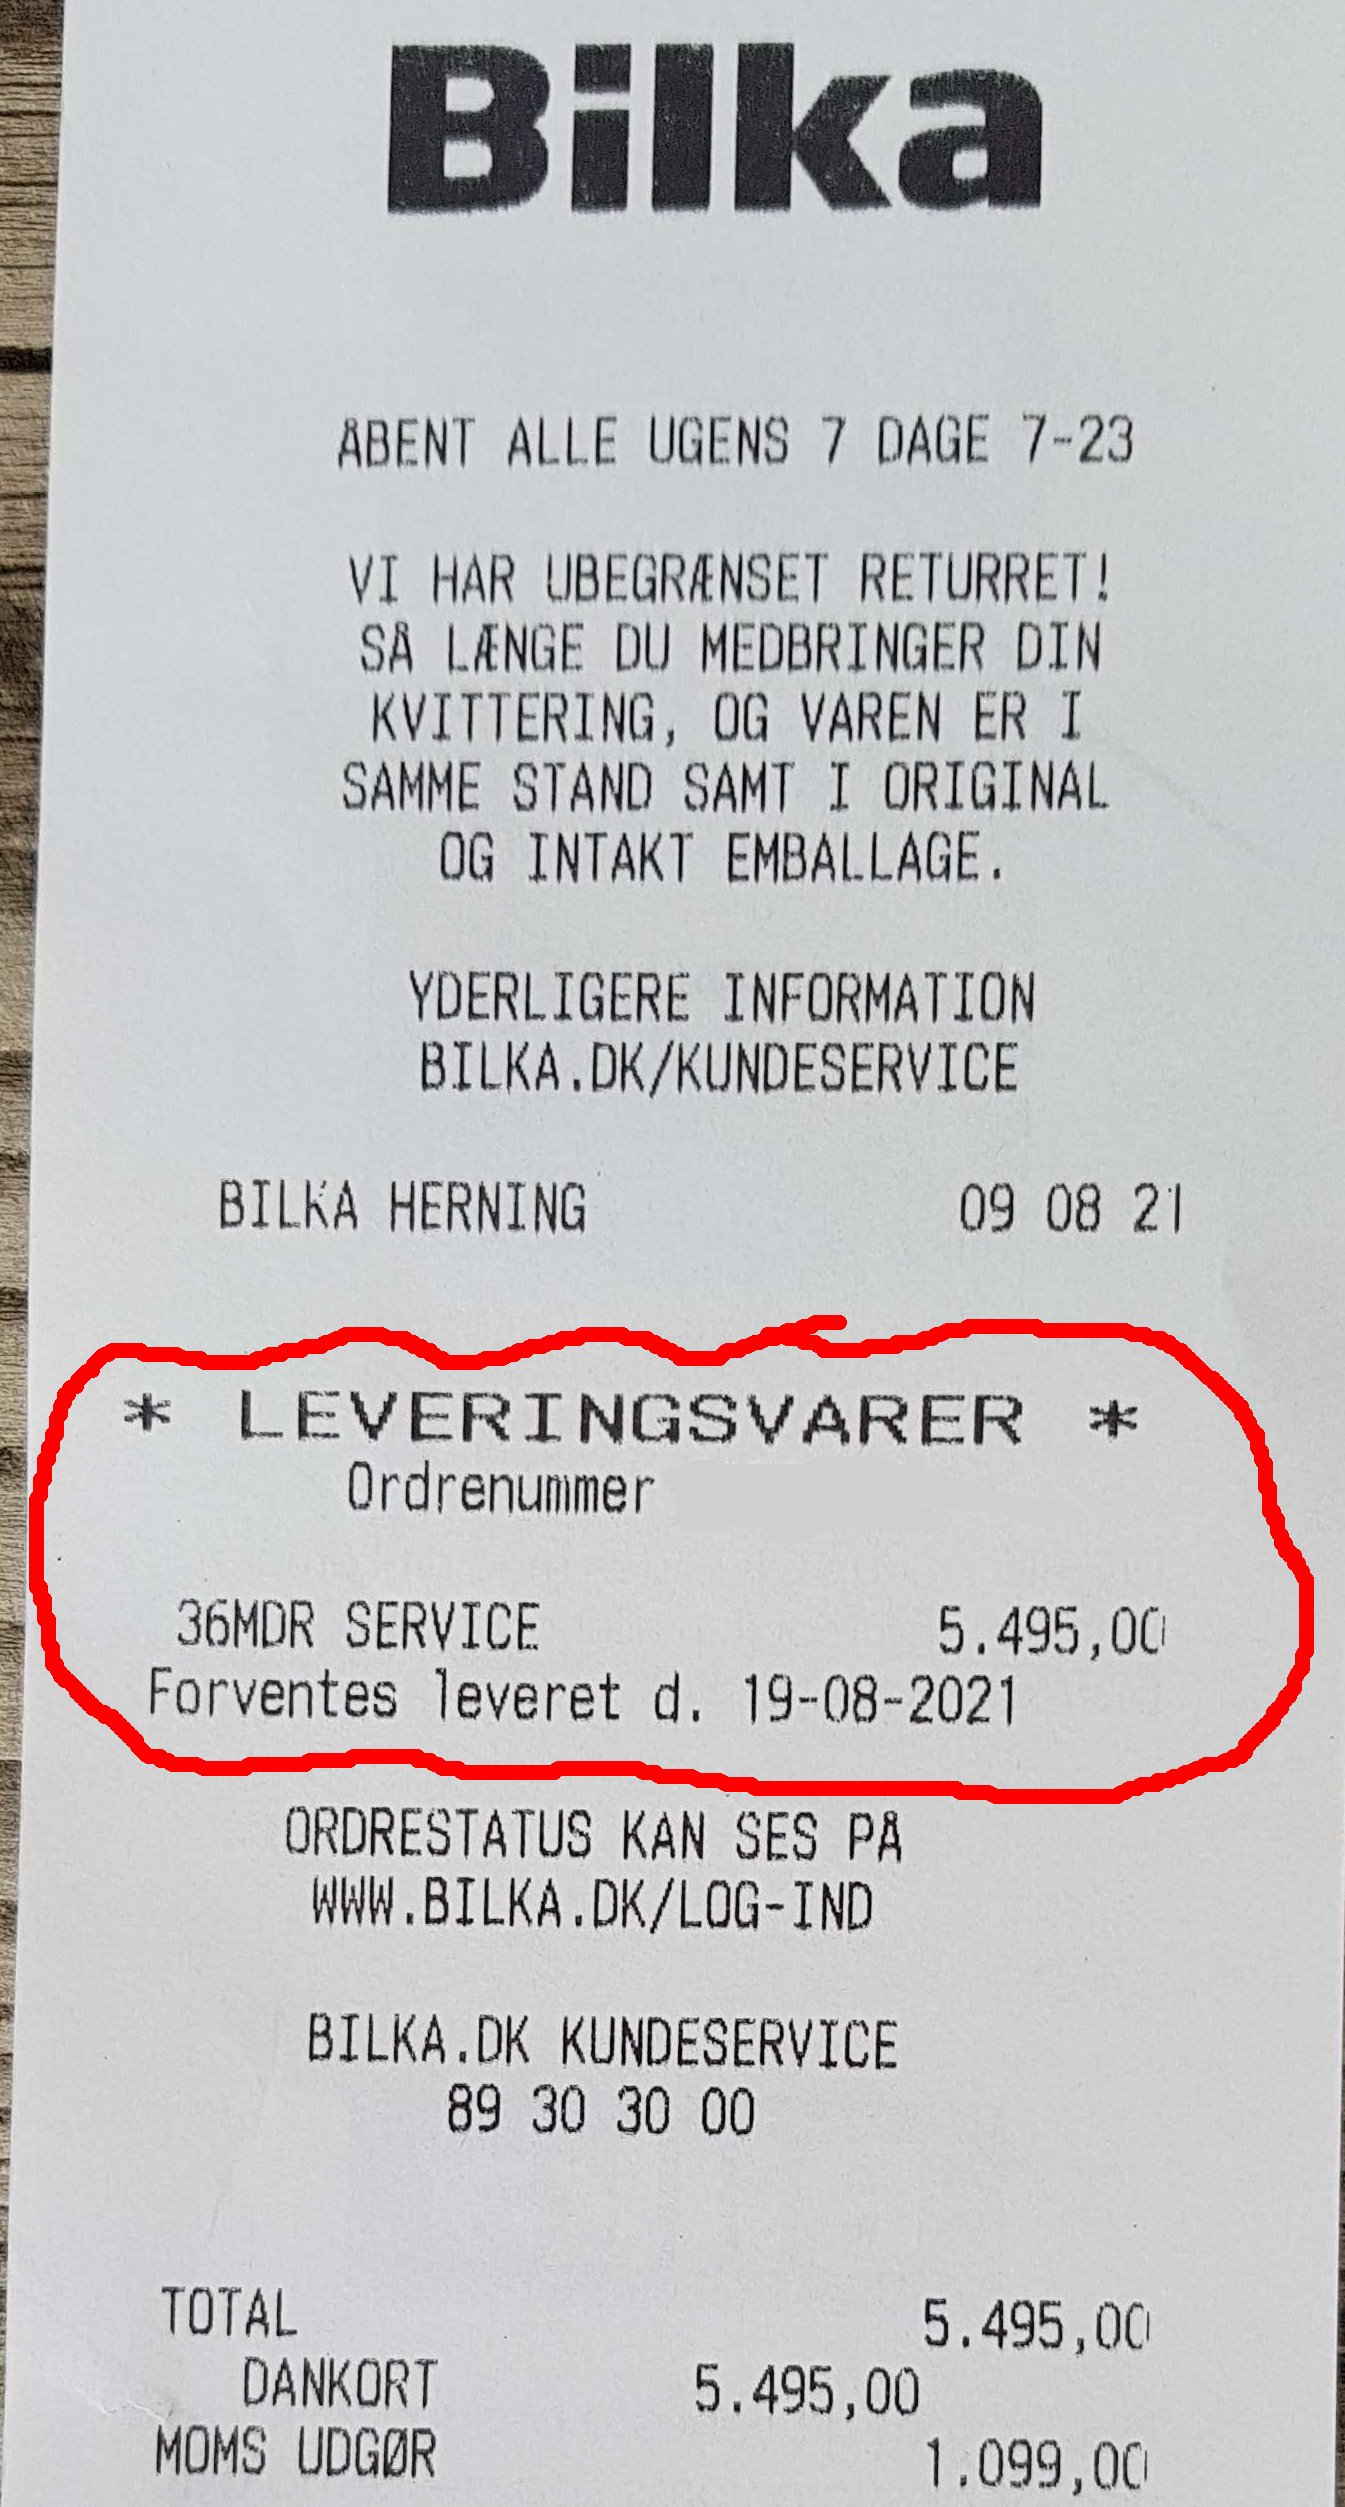 Bilka
ÅBENT ALLE UGENS 7 DAGE 7-23
VI HAR UBEGRÆNSET RETURRET!
SÅ LÆNGE DU MEDBRINGER DIN
KVITTERING, OG VAREN ER I
SAMME STAND SAMT I ORIGINAL
OG INTAKT EMBALLAGE.
YDERLIGERE INFORMATION
BILKA.DK/KUNDESERVICE
BILKA HERNING 09 08 21
* LEVERINGSVARER *
Ordrenummer
36MDR SERVICE 5.495,00
Forventes leveret d. 19-08-2021
ORDRESTATUS KAN SES PÅ
WWW.BILKA.DK/LOG-IND
BILKA.DK KUNDESERVICE
89 30 30 00
TOTAL 5.495,00
DANKORT 5.495,00
MOMS UDGØR 1.099,00